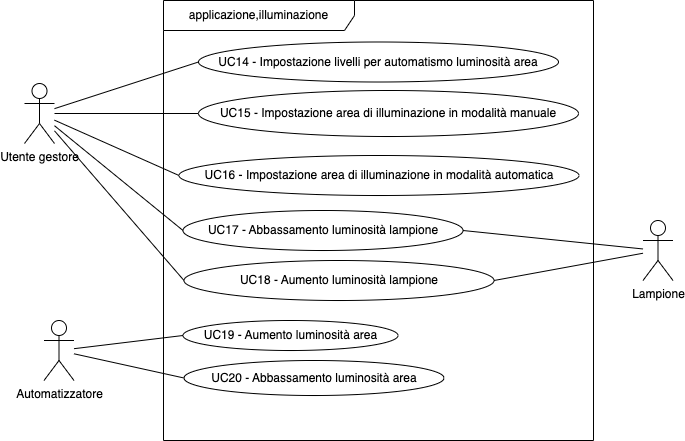 applicazione,illuminazione
UC14 - Impostazione livelli per automatismo luminosità area
UC15 - Impostazione area di illuminazione in modalità manuale
Utente gestore
UC16 - Impostazione area di illuminazione in modalità automatica
UC17 - Abbassamento luminosità lampione
UC18 - Aumento luminosità lampione
Lampione
UC19 - Aumento luminosità area
UC20 - Abbassamento luminosità area
Automatizzatore